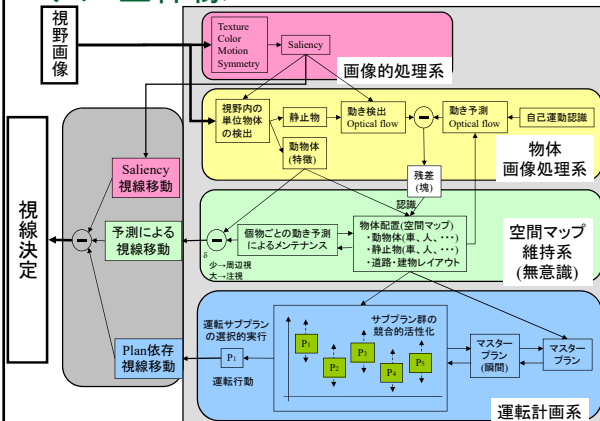 視野画像
Texture
Color
Motion
Symmetry
Saliency
画像的処理系
視野内の
単位物体
の検出
静止物
動物体
(特徴)
動き検出
Optical flow
動き予測
Optical flow
自己運動認識
物体
画像処理系
残差
(塊)
認識
Saliency
視線移動
予測による
視線移動
Plan依存
視線移動
視線決定
δ
少→周辺視
大→注視
個物ごとの動き予測
によるメンテナンス
物体配置(空間マップ)
・動物体(車、人、・・・)
・静止物(車、人、・・・)
・道路・建物レイアウト
空間マップ
維持系
(無意識)
運転サブプラン
の選択的実行
P1
運転行動
サブプラン群の
競合的活性化
P1
P2
P3
P4
P5
マスター
プラン
(瞬間)
マスター
プラン
運転計画系